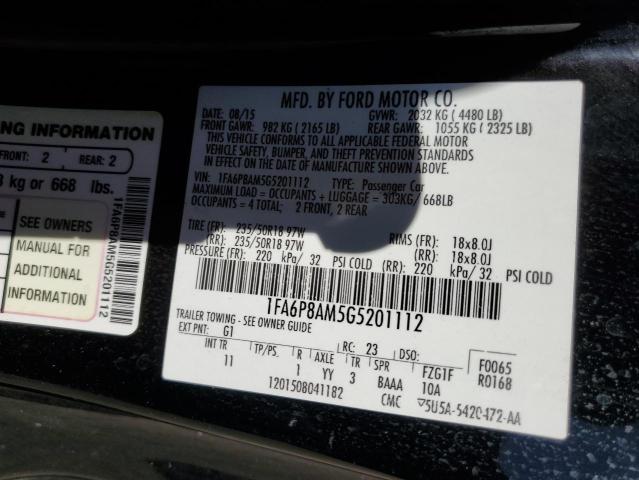 NG INFORMATION
FRONT: 2 REAR: 2
kg or 668 lbs.
SEE OWNERS
MANUAL FOR
ADDITIONAL
INFORMATION
1FA6P8AM5G5201112
MFD. BY FORD MOTOR CO.
DATE: 08/15 GVWR: 2032 KG ( 4480 LB)
FRONT GAWR: 982 KG ( 2165 LB) REAR GAWR: 1055 KG ( 2325 LB)
THIS VEHICLE CONFORMS TO ALL APPLICABLE FEDERAL MOTOR
VEHICLE SAFETY, BUMPER, AND THEFT PREVENTION STANDARDS
IN EFFECT ON THE DATE OF MANUFACTURE SHOWN ABOVE.
VIN: 1FA6P8AM5G5201112 TYPE: Passenger Car
MAXIMUM LOAD = OCCUPANTS + LUGGAGE = 303KG/ 668LB
OCCUPANTS = 4 TOTAL; 2 FRONT, 2 REAR
TIRE (FR): 235/50R18 97W RIMS (FR): 18x8.0J
(RR): 235/50R18 97W (RR): 18x8.0J
PRESSURE (FR): 220 kPa/ 32 PSI COLD (RR): 220 kPa/ 32 PSI COLD
1FA6P8AM5G5201112
TRAILER TOWING - SEE OWNER GUIDE
EXT PNT: G1 RC: 23 DSO: F0065
INT TR TP/PS R AXLE TR SPR FZG1F R0168
11 1 YY 3 BAAA 10A
1201508041182 CMC 5U5A-5420472-AA